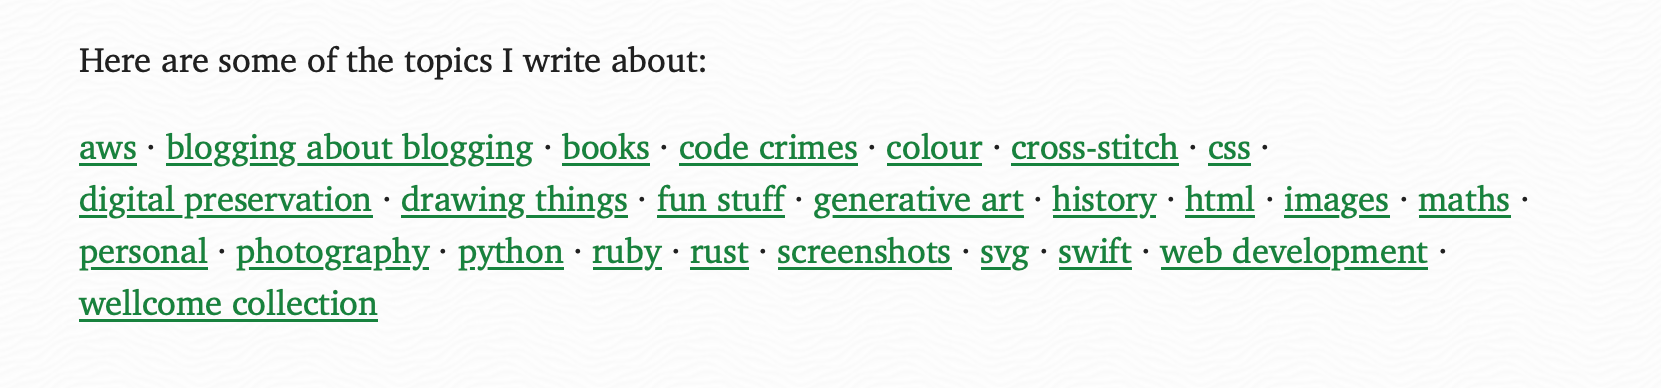 Here are some of the topics I write about:
aws · blogging about blogging · books · code crimes · colour · cross-stitch · css ·
digital preservation · drawing things · fun stuff · generative art · history · html · images · maths ·
personal · photography · python · ruby · rust · screenshots · svg · swift · web development ·
wellcome collection